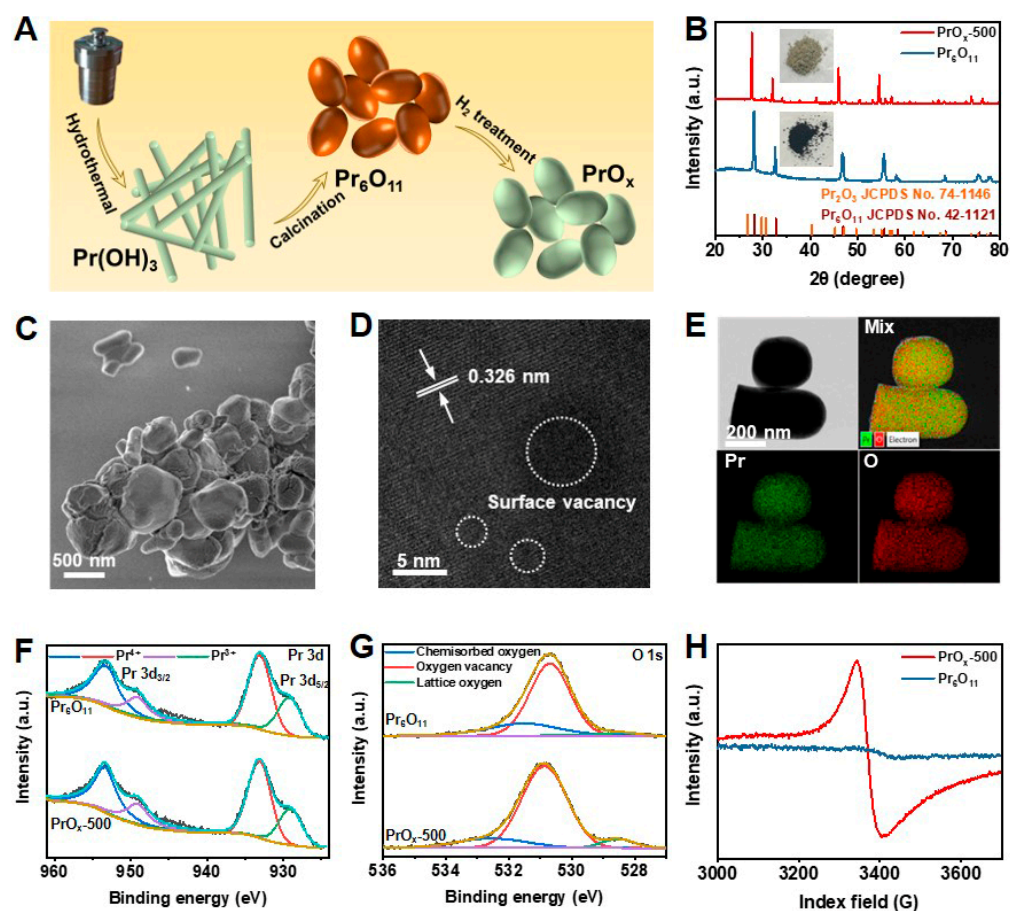 A
Hydrothermal
Pr(OH)₃
Calcination
Pr₆O₁₁
H₂ treatment
PrOₓ
B
Intensity (a.u.)
PrOₓ-500
Pr₆O₁₁
Pr₂O₃ JCPDS No. 74-1146
Pr₆O₁₁ JCPDS No. 42-1121
20 30 40 50 60 70 80
2θ (degree)
C
500 nm
D
0.326 nm
Surface vacancy
5 nm
E
Mix
200 nm
Pr O Electron
Pr
O
F
Intensity (a.u.)
Pr⁴⁺ Pr³⁺ Pr 3d
Pr 3d₃/₂
Pr 3d₅/₂
Pr₆O₁₁
PrOₓ-500
960 950 940 930
Binding energy (eV)
G
Intensity (a.u.)
Chemisorbed oxygen
Oxygen vacancy
Lattice oxygen
O 1s
Pr₆O₁₁
PrOₓ-500
536 534 532 530 528
Binding energy (eV)
H
Intensity (a.u.)
PrOₓ-500
Pr₆O₁₁
3000 3200 3400 3600
Index field (G)